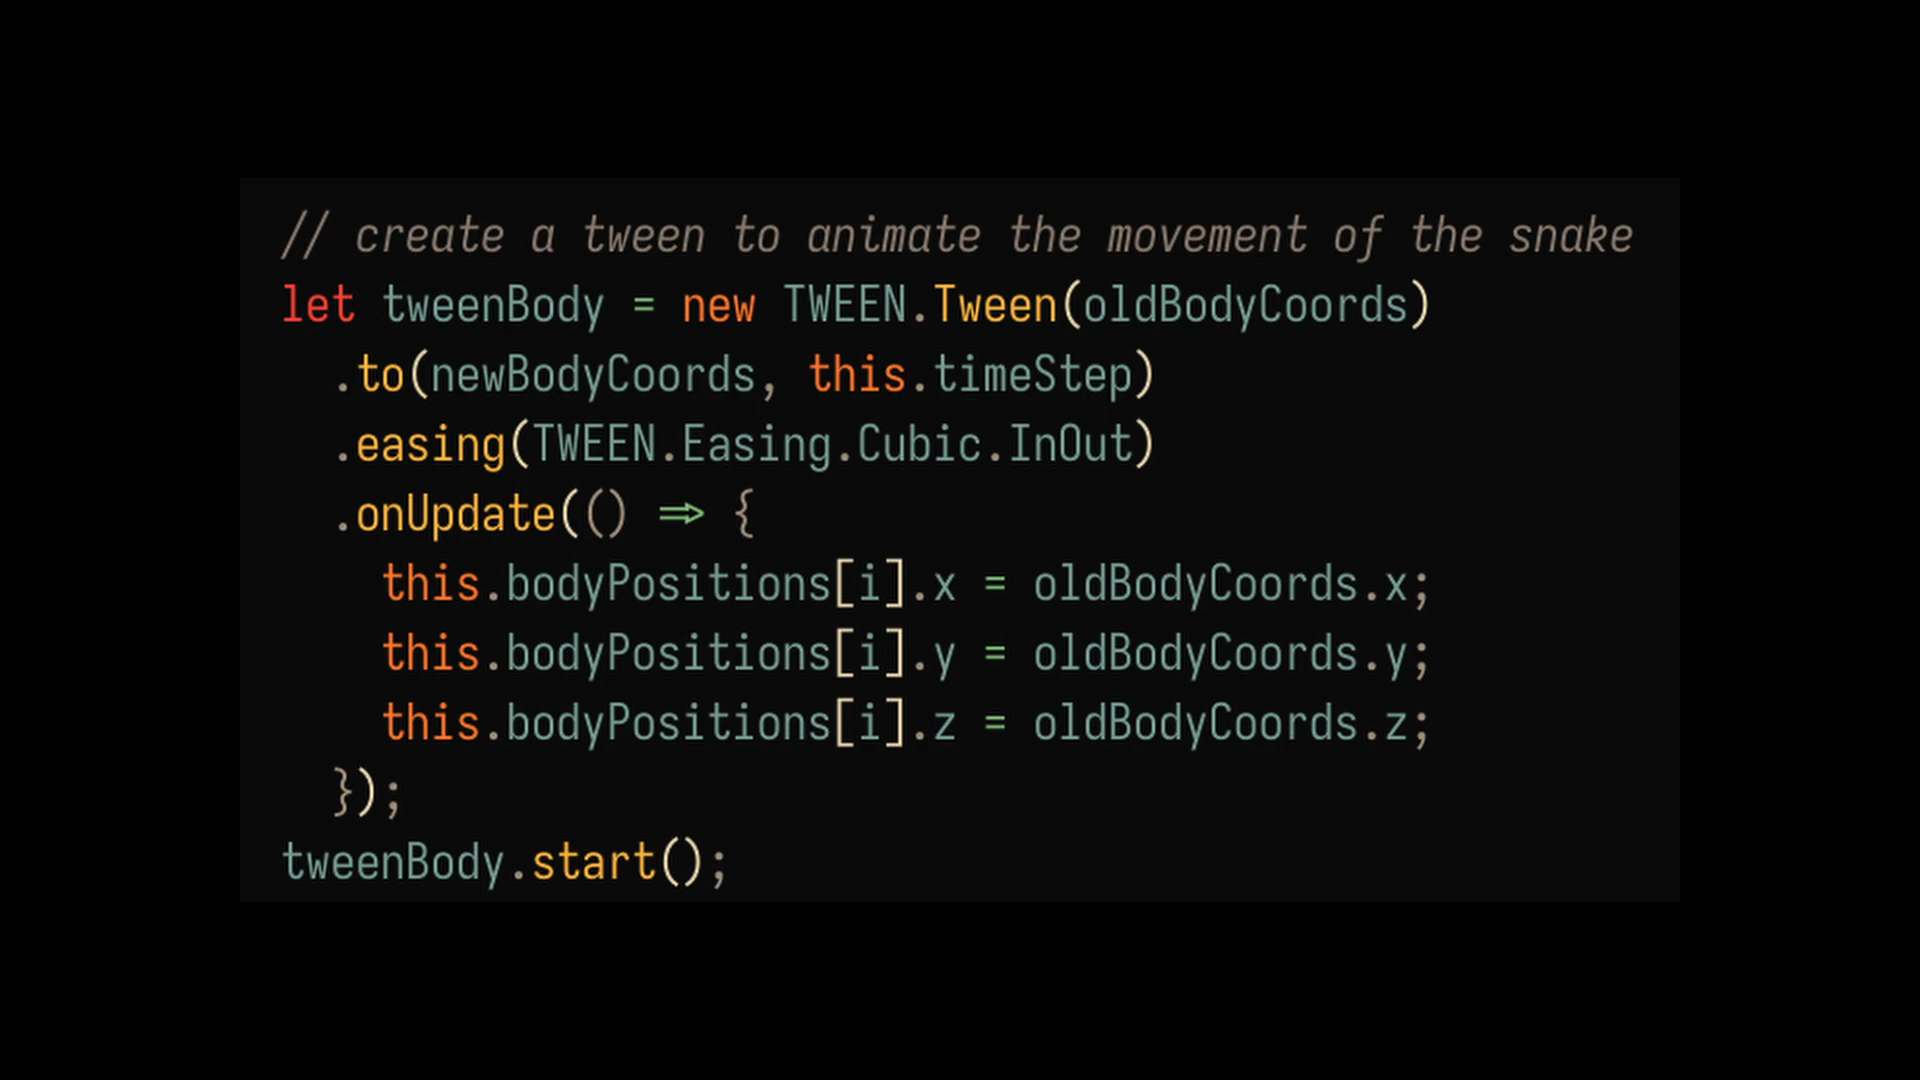 // create a tween to animate the movement of the snake
let tweenBody = new TWEEN.Tween(oldBodyCoords)
  .to(newBodyCoords, this.timeStep)
  .easing(TWEEN.Easing.Cubic.InOut)
  .onUpdate(() => {
    this.bodyPositions[i].x = oldBodyCoords.x;
    this.bodyPositions[i].y = oldBodyCoords.y;
    this.bodyPositions[i].z = oldBodyCoords.z;
  });
tweenBody.start();